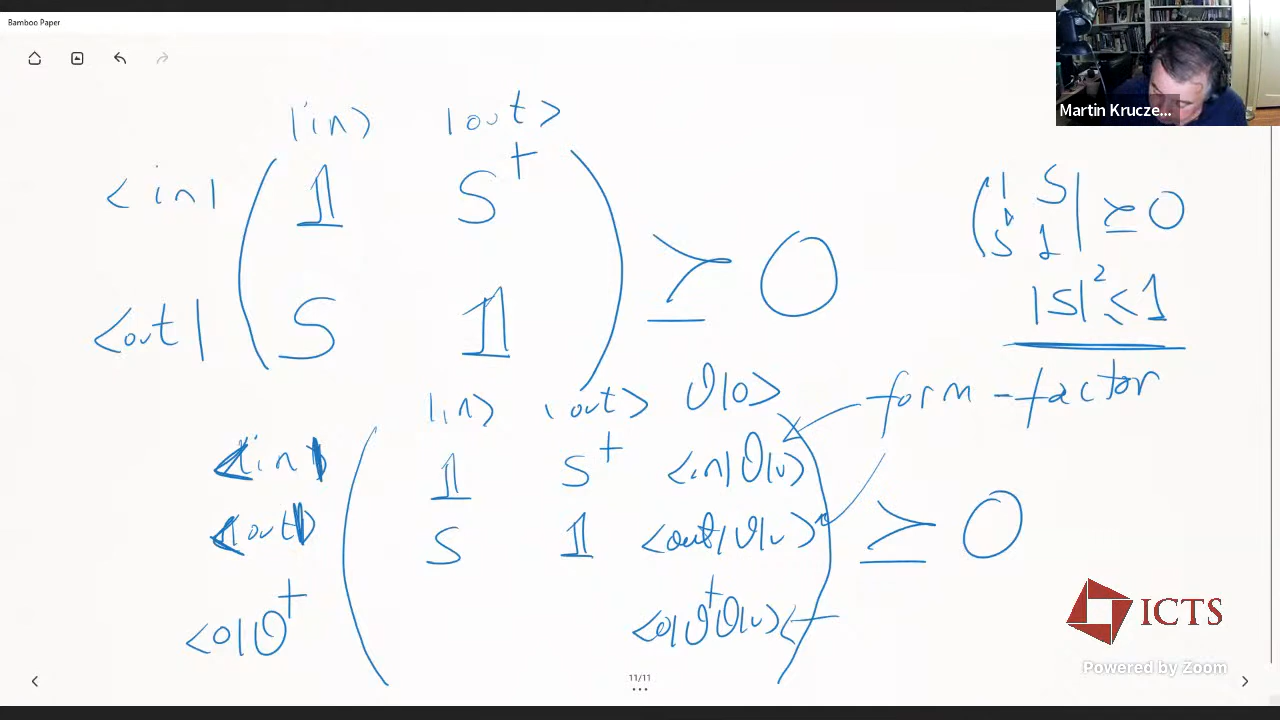 Bamboo Paper
Martin Krucze...
|in> |out>
<in| ( 1 S†
<out| S 1 ) ≽ 0
( 1 S
S 1 | ≽ 0
|S|² ≤ 1
form-factor
|in> |out> O|0>
<in| ( 1 S† <in|O|0>
<out| S 1 <out|O|0> ) ≽ 0
<0|O† <0|O†O|0> <
11/11
ICTS
Powered by Zoom